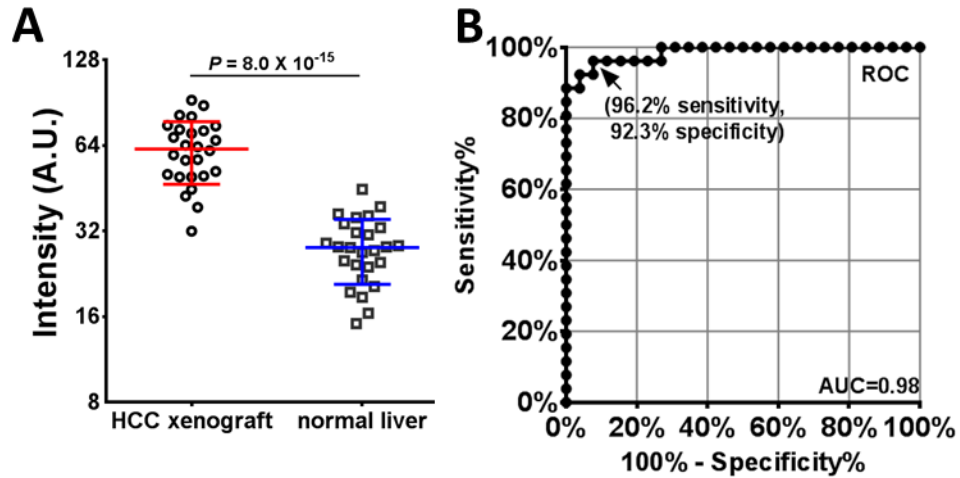 A
P = 8.0 X 10⁻¹⁵
Intensity (A.U.)
128
64
32
16
8
HCC xenograft
normal liver
B
ROC
(96.2% sensitivity,
92.3% specificity)
AUC=0.98
Sensitivity%
100%
80%
60%
40%
20%
0%
0% 20% 40% 60% 80% 100%
100% - Specificity%